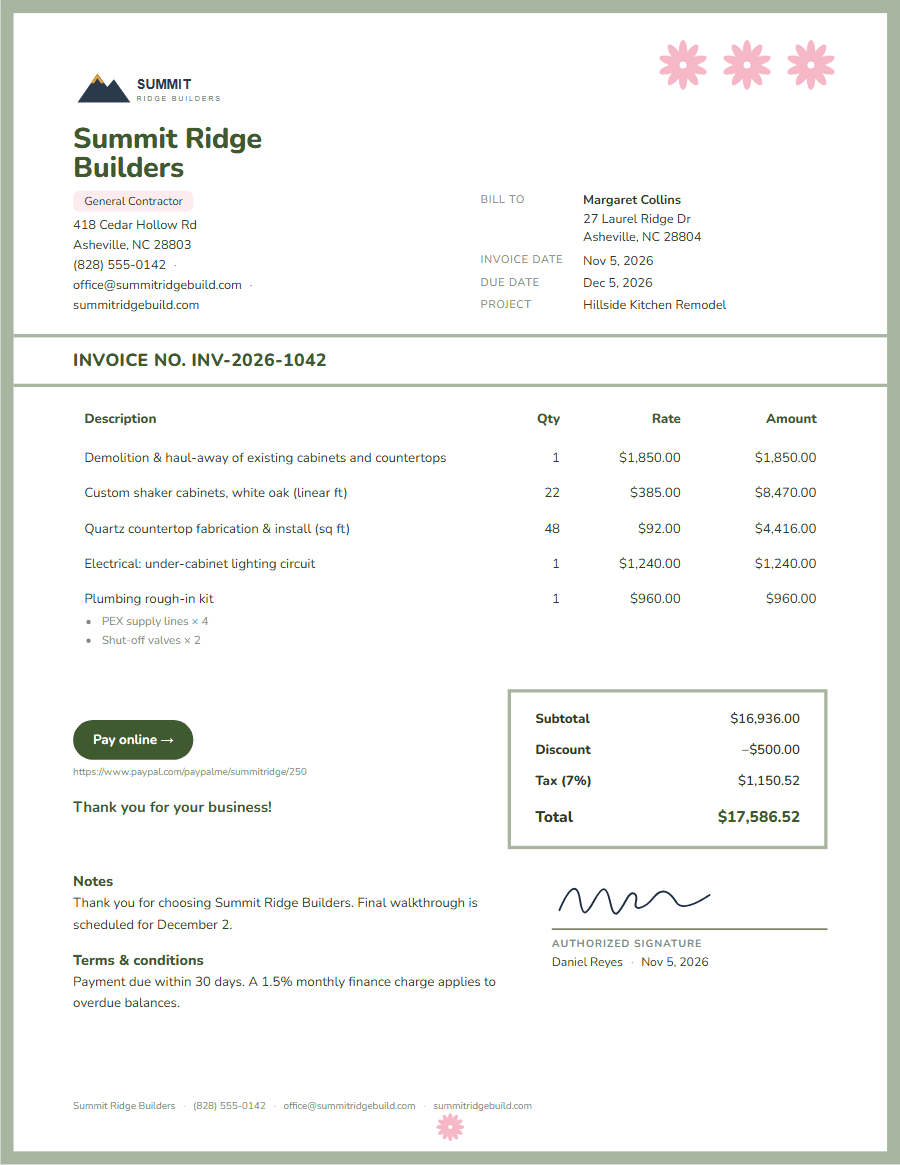 SUMMIT
RIDGE BUILDERS
Summit Ridge
Builders
General Contractor
418 Cedar Hollow Rd
Asheville, NC 28803
(828) 555-0142 ·
office@summitridgebuild.com ·
summitridgebuild.com
BILL TO Margaret Collins
27 Laurel Ridge Dr
Asheville, NC 28804
INVOICE DATE Nov 5, 2026
DUE DATE Dec 5, 2026
PROJECT Hillside Kitchen Remodel
INVOICE NO. INV-2026-1042
Description Qty Rate Amount
Demolition & haul-away of existing cabinets and countertops 1 $1,850.00 $1,850.00
Custom shaker cabinets, white oak (linear ft) 22 $385.00 $8,470.00
Quartz countertop fabrication & install (sq ft) 48 $92.00 $4,416.00
Electrical: under-cabinet lighting circuit 1 $1,240.00 $1,240.00
Plumbing rough-in kit 1 $960.00 $960.00
• PEX supply lines × 4
• Shut-off valves × 2
Subtotal $16,936.00
Discount –$500.00
Tax (7%) $1,150.52
Total $17,586.52
Pay online →
https://www.paypal.com/paypalme/summitridge/250
Thank you for your business!
Notes
Thank you for choosing Summit Ridge Builders. Final walkthrough is
scheduled for December 2.
Terms & conditions
Payment due within 30 days. A 1.5% monthly finance charge applies to
overdue balances.
AUTHORIZED SIGNATURE
Daniel Reyes · Nov 5, 2026
Summit Ridge Builders · (828) 555-0142 · office@summitridgebuild.com · summitridgebuild.com